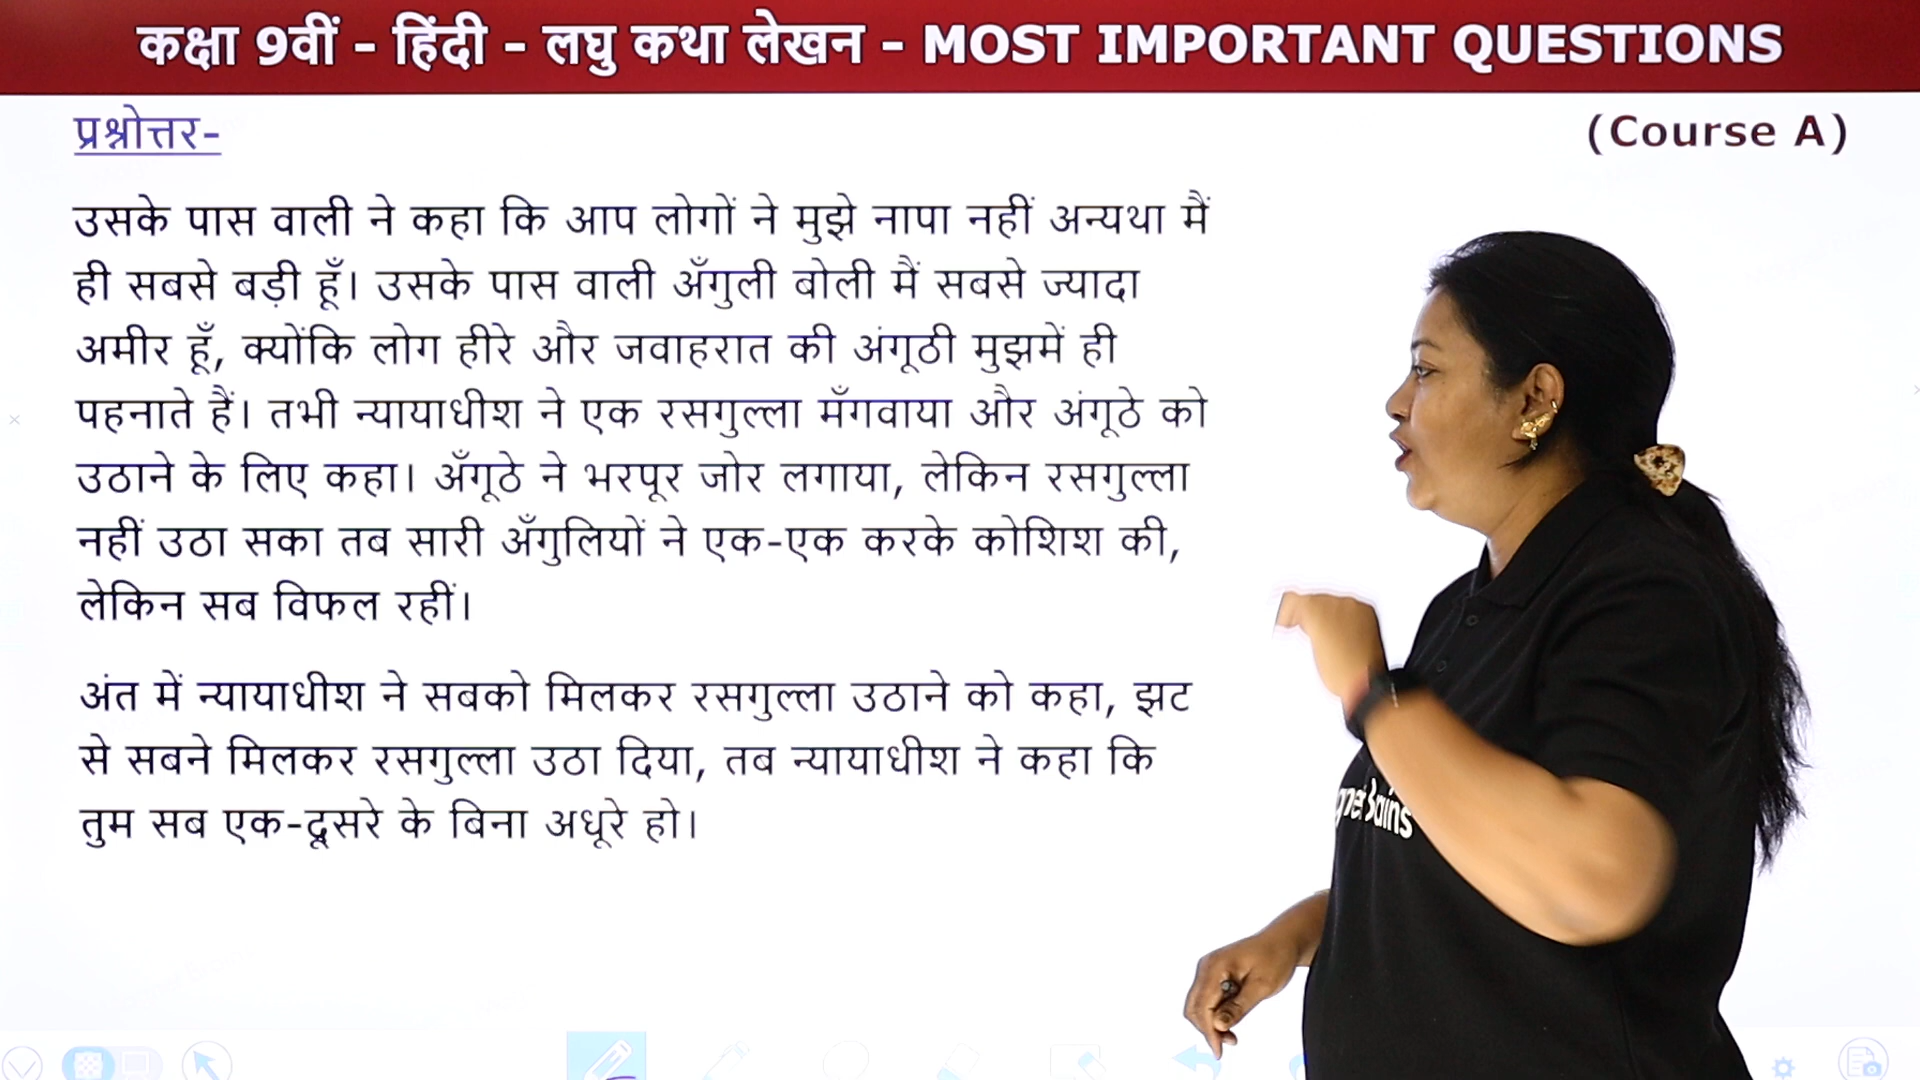 कक्षा 9वीं - हिंदी - लघु कथा लेखन - MOST IMPORTANT QUESTIONS
प्रश्नोत्तर-
(Course A)
उसके पास वाली ने कहा कि आप लोगों ने मुझे नापा नहीं अन्यथा मैं
ही सबसे बड़ी हूँ। उसके पास वाली अँगुली बोली मैं सबसे ज्यादा
अमीर हूँ, क्योंकि लोग हीरे और जवाहरात की अंगूठी मुझमें ही
पहनाते हैं। तभी न्यायाधीश ने एक रसगुल्ला मँगवाया और अंगूठे को
उठाने के लिए कहा। अँगूठे ने भरपूर जोर लगाया, लेकिन रसगुल्ला
नहीं उठा सका तब सारी अँगुलियों ने एक-एक करके कोशिश की,
लेकिन सब विफल रहीं।
अंत में न्यायाधीश ने सबको मिलकर रसगुल्ला उठाने को कहा, झट
से सबने मिलकर रसगुल्ला उठा दिया, तब न्यायाधीश ने कहा कि
तुम सब एक-दूसरे के बिना अधूरे हो।